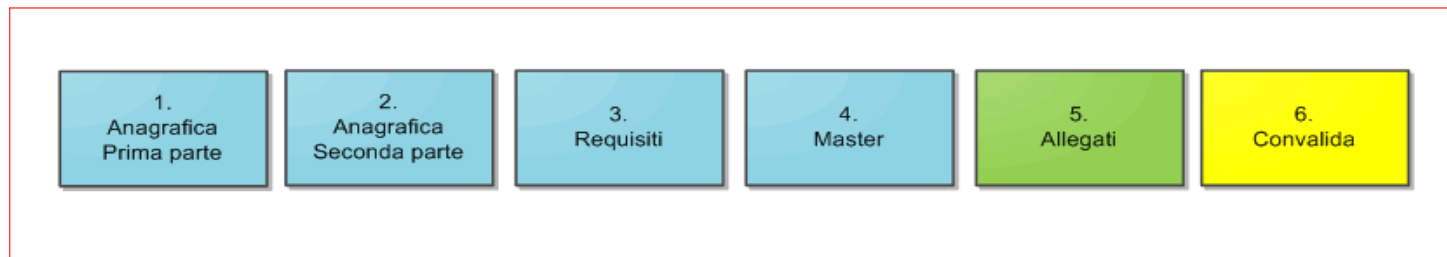 1.
Anagrafica
Prima parte
2.
Anagrafica
Seconda parte
3.
Requisiti
4.
Master
5.
Allegati
6.
Convalida